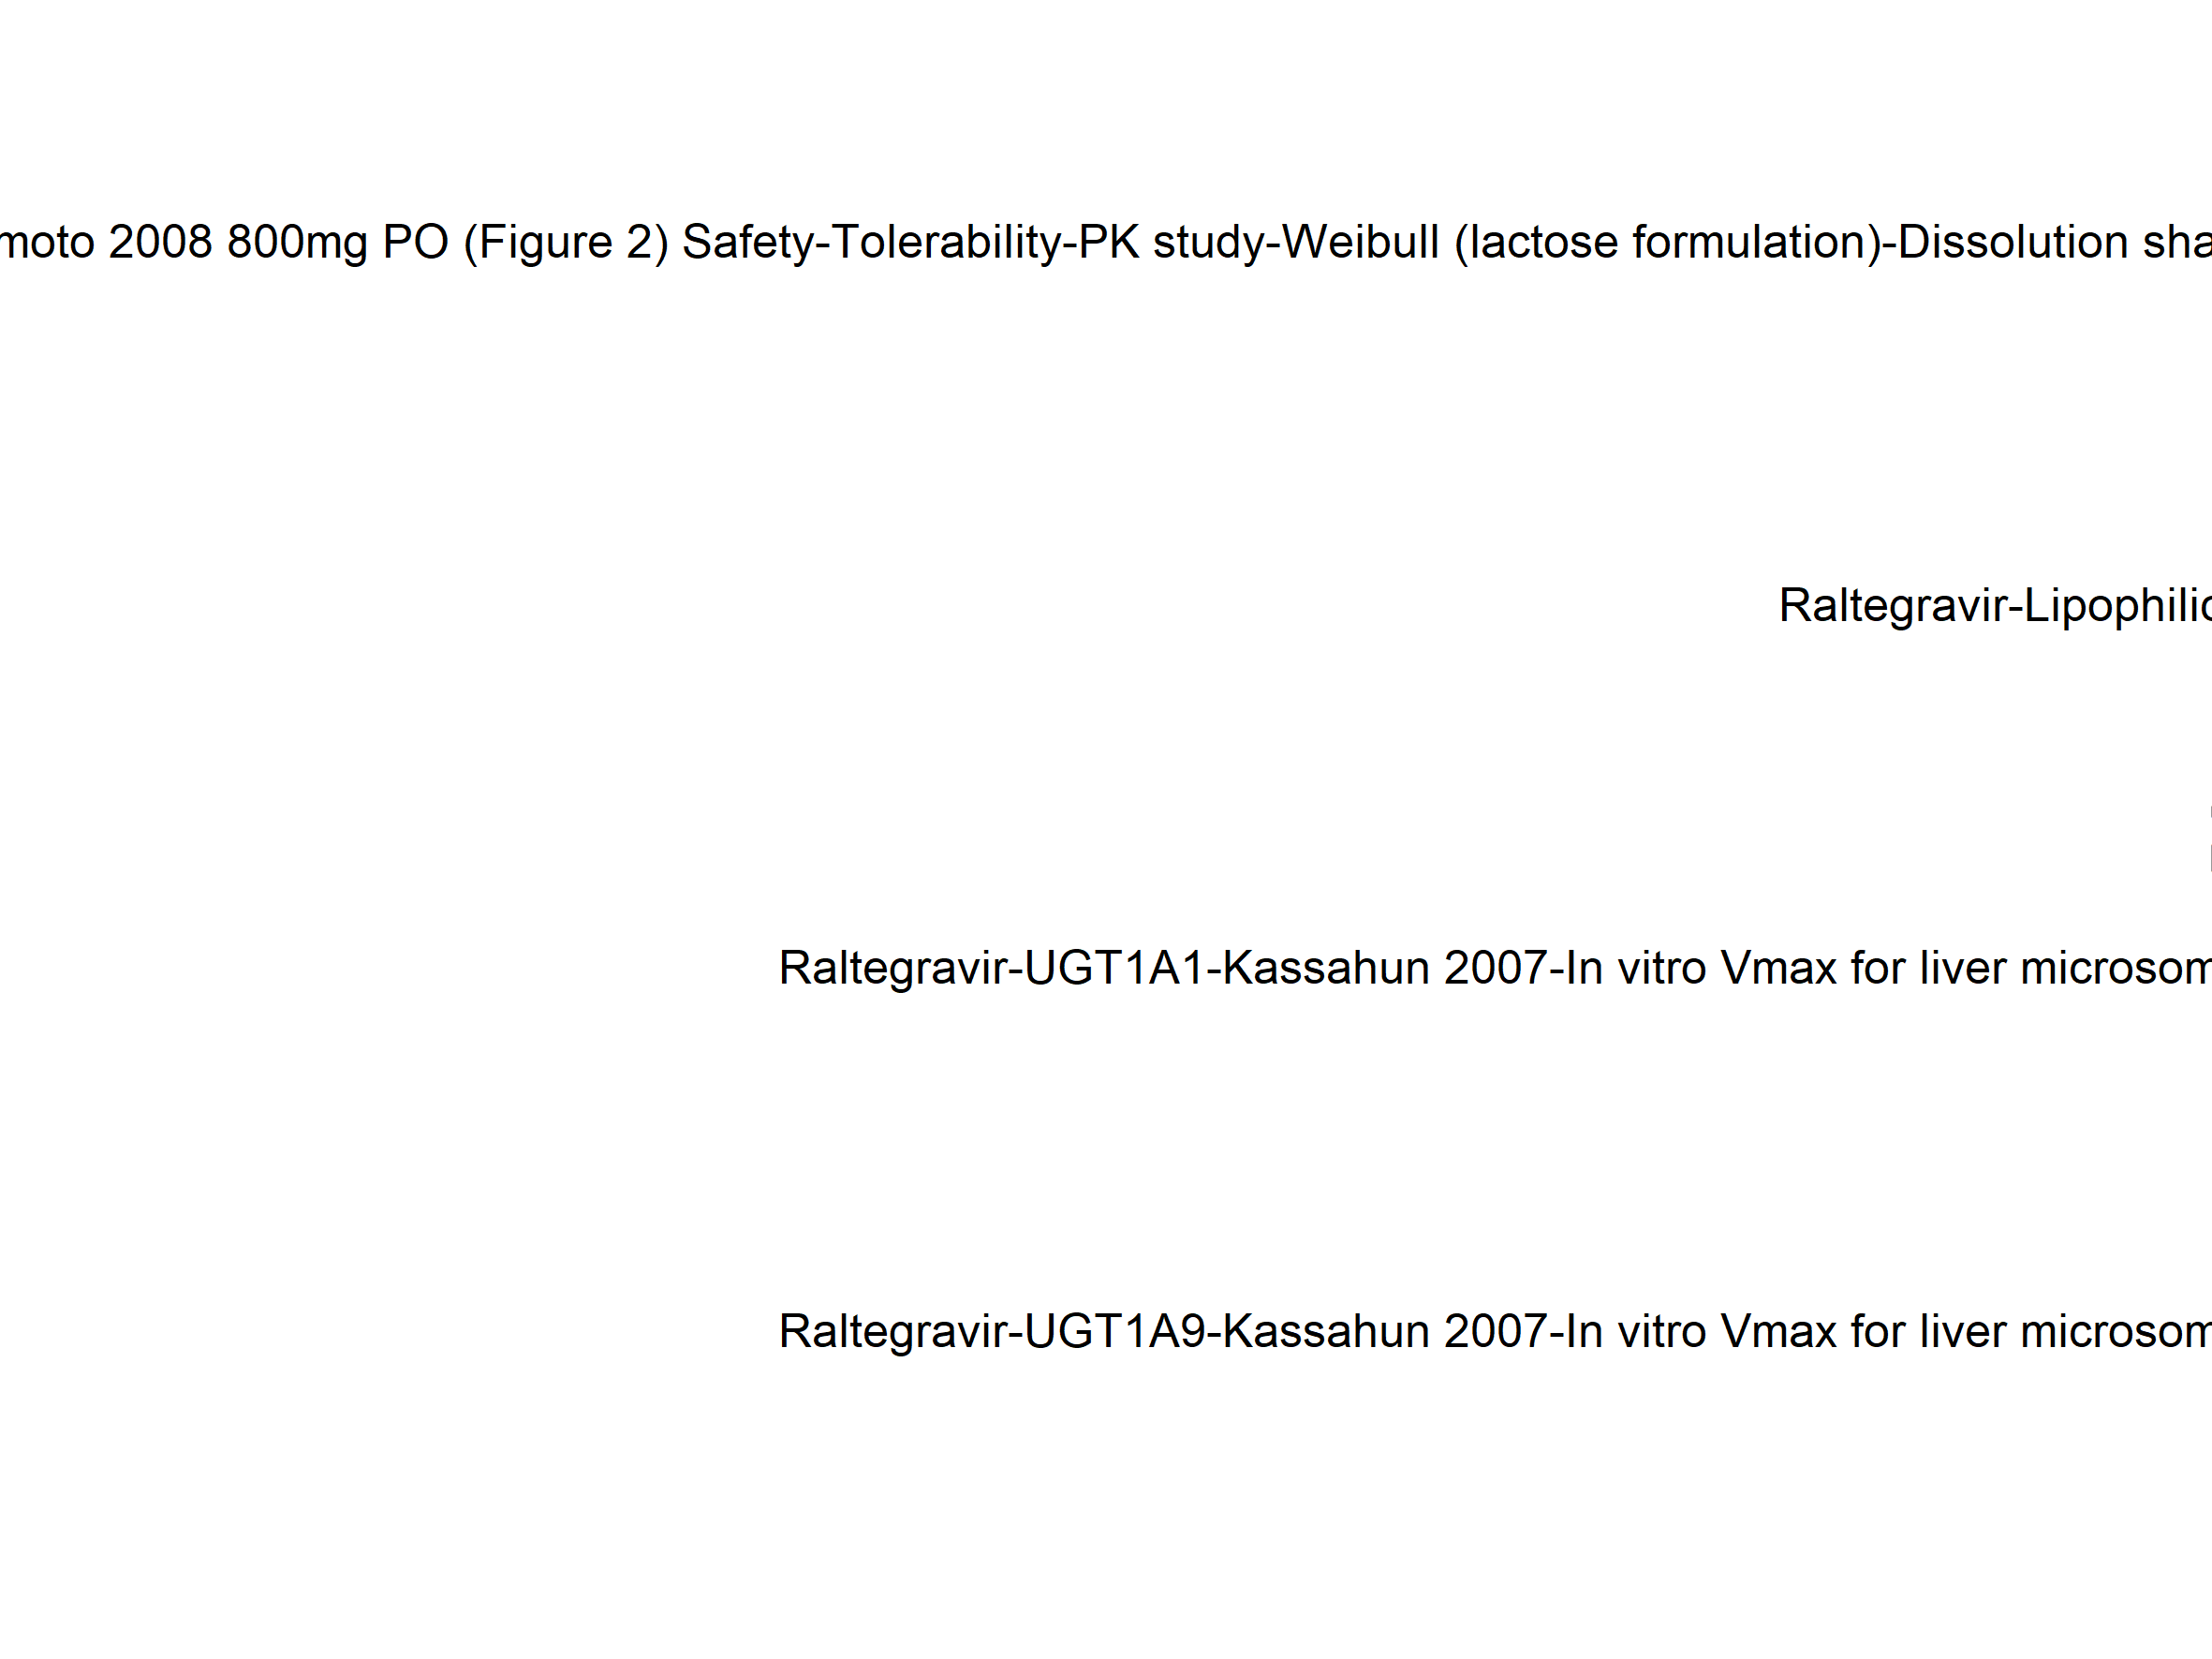 moto 2008 800mg PO (Figure 2) Safety-Tolerability-PK study-Weibull (lactose formulation)-Dissolution sha
Raltegravir-Lipophilic
Raltegravir-UGT1A1-Kassahun 2007-In vitro Vmax for liver microsom
Raltegravir-UGT1A9-Kassahun 2007-In vitro Vmax for liver microsom